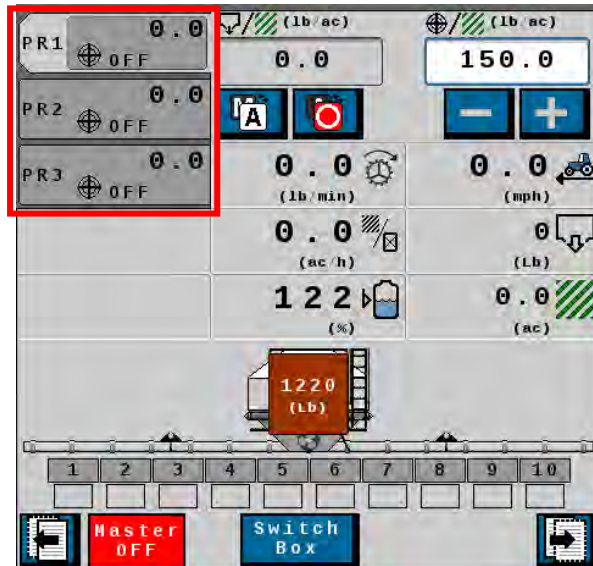 PR1 0.0
OFF
PR2 0.0
OFF
PR3 0.0
OFF
(lb/ac)
0.0
A
(lb/ac)
150.0
− +
0.0
(lb/min)
0.0
(mph)
0.0
(ac/h)
0
(Lb)
122
(%)
0.0
(ac)
1220
(Lb)
1 2 3 4 5 6 7 8 9 10
Master
OFF
Switch
Box